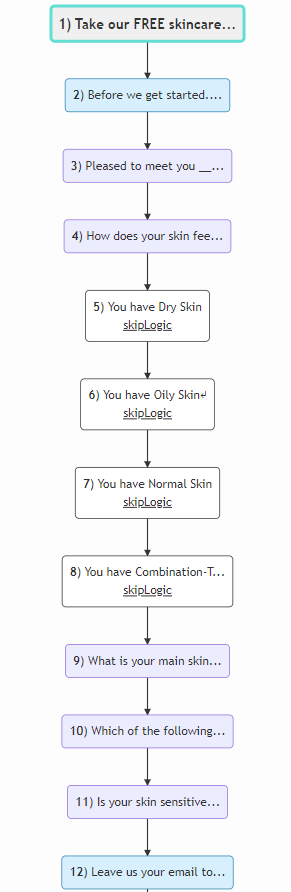 1) Take our FREE skincare...
2) Before we get started....
3) Pleased to meet you __...
4) How does your skin fee...
5) You have Dry Skin
skipLogic
6) You have Oily Skin↵
skipLogic
7) You have Normal Skin
skipLogic
8) You have Combination-T...
skipLogic
9) What is your main skin...
10) Which of the following...
11) Is your skin sensitive...
12) Leave us your email to...